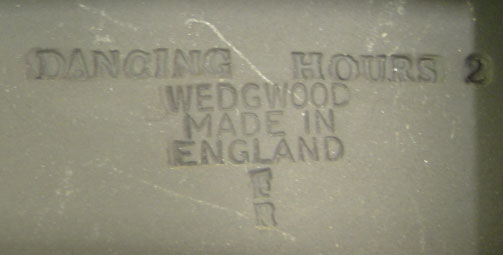 DANCING HOURS 2
WEDGWOOD
MADE IN
ENGLAND